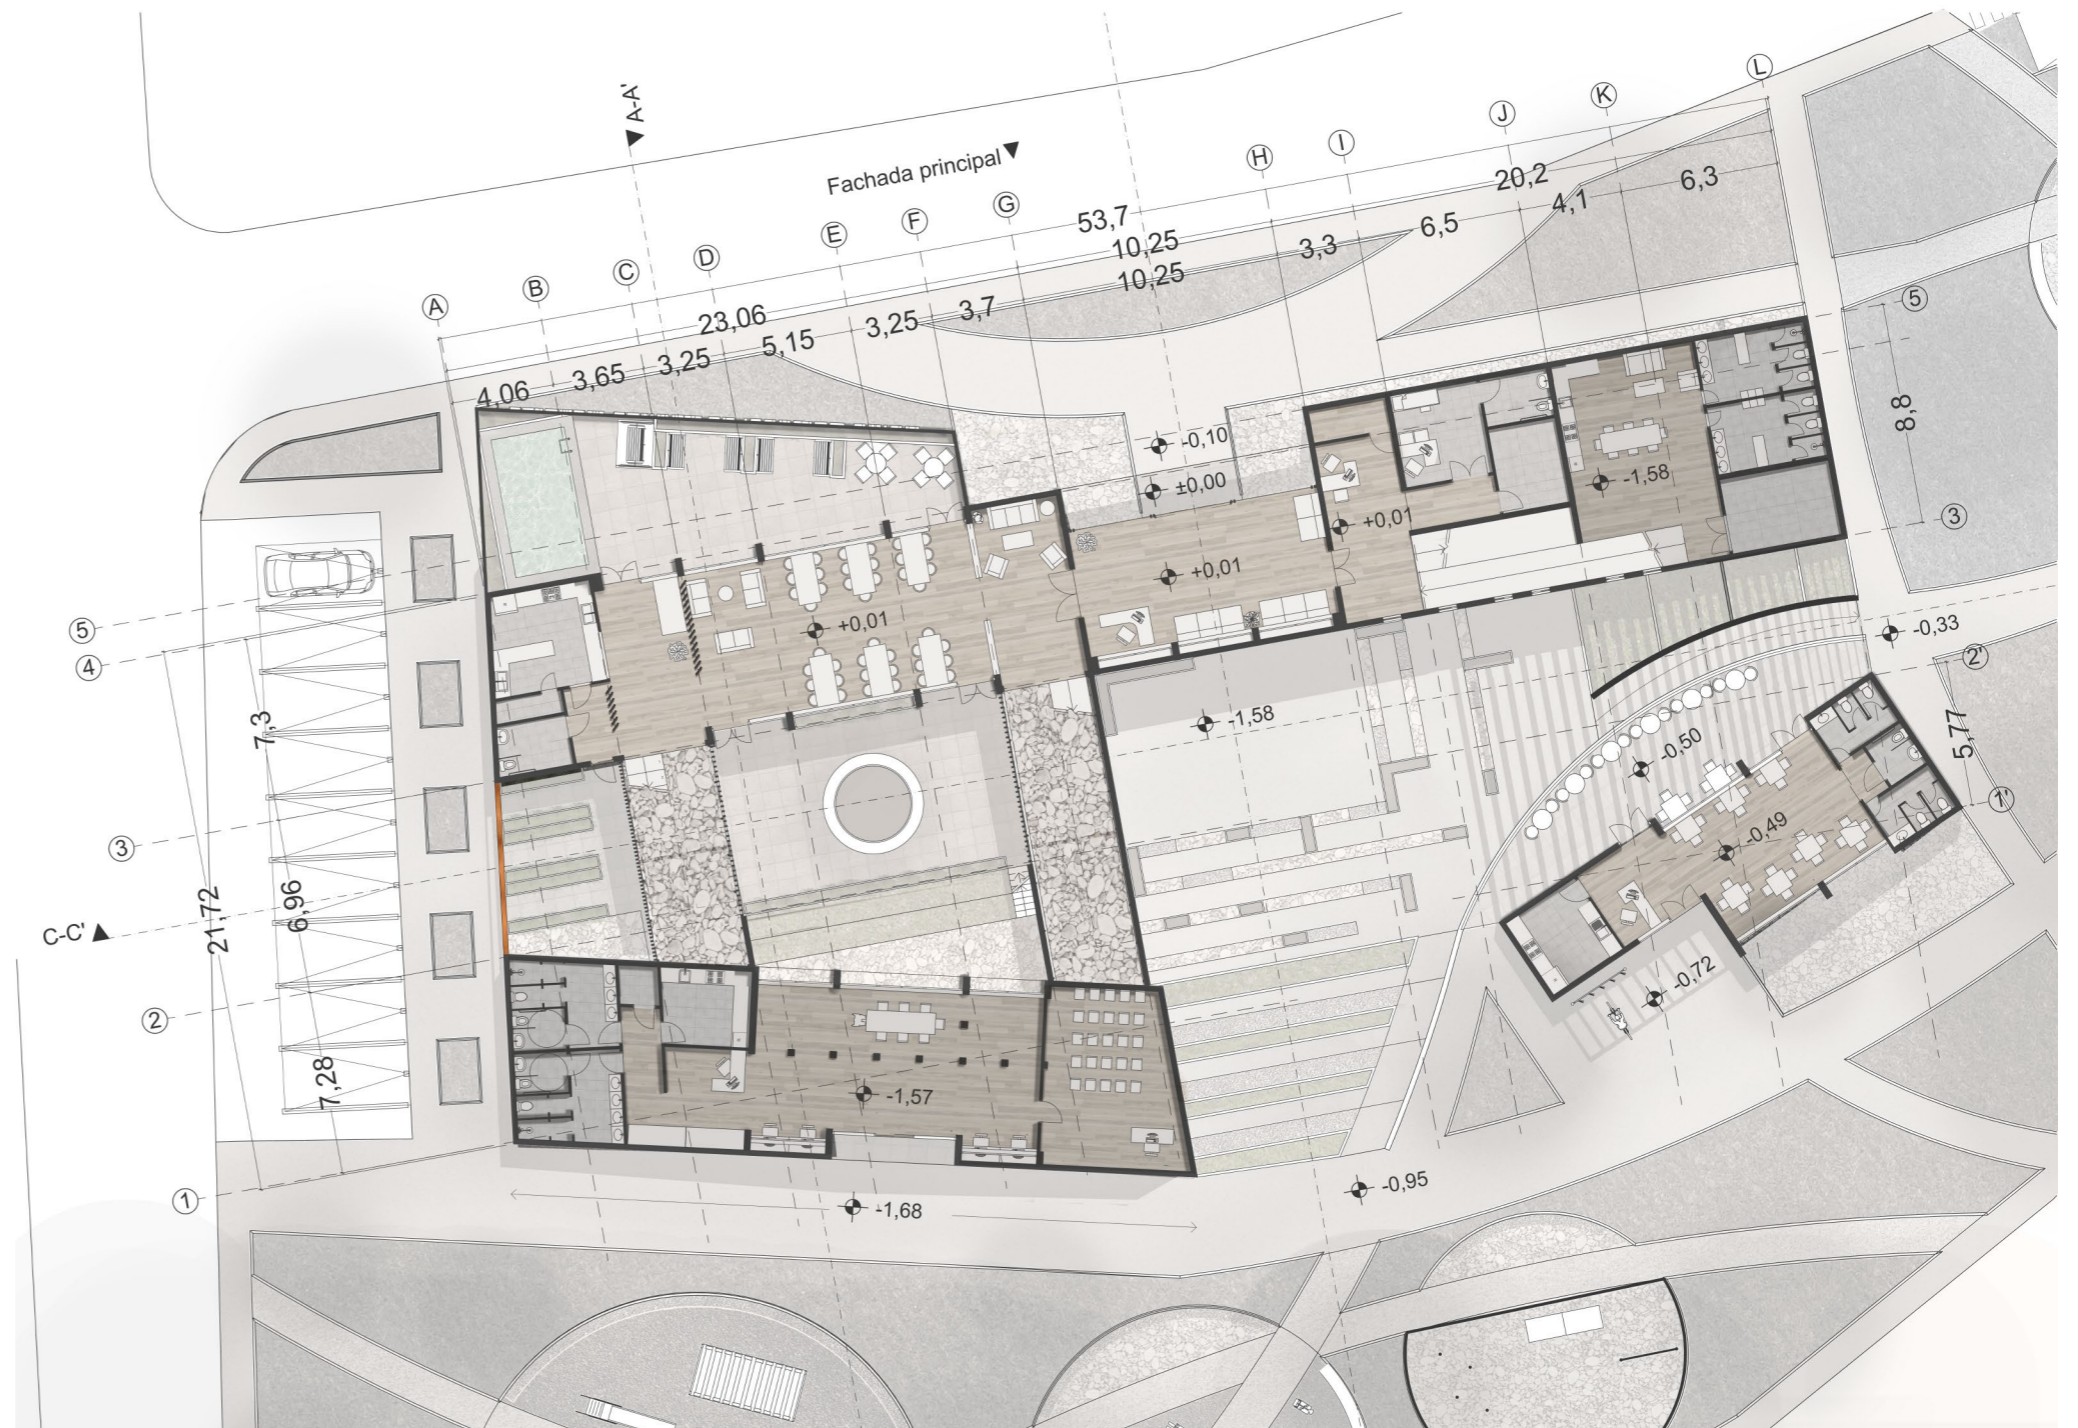 A-A'
Fachada principal
L
K
J
I
H
G
F
E
D
C
B
A
53,7
20,2
10,25
23,06
6,3
4,1
6,5
3,3
10,25
3,7
3,25
5,15
3,25
3,65
4,06
5
8,8
3
-0,10
±0,00
-1,58
+0,01
+0,01
+0,01
-0,33
2'
5
4
7,3
-1,58
-0,50
5,77
1'
-0,49
3
21,72
6,96
C-C'
-0,72
2
7,28
-1,57
1
-0,95
-1,68